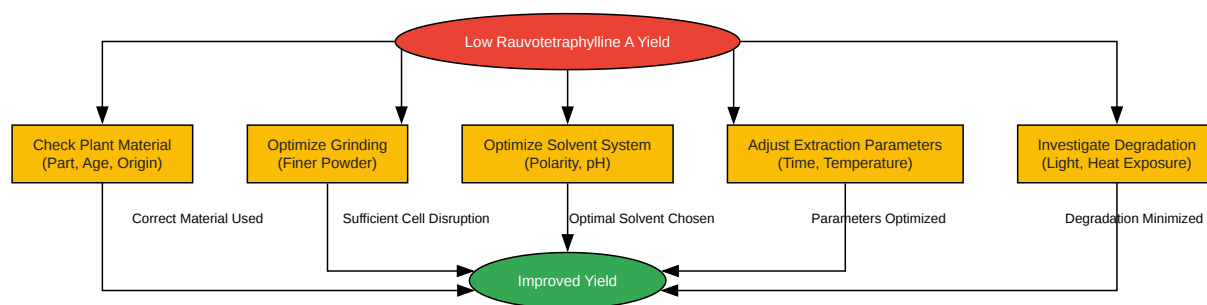 Low Rauvotetraphylline A Yield
Check Plant Material
(Part, Age, Origin)
Optimize Grinding
(Finer Powder)
Optimize Solvent System
(Polarity, pH)
Adjust Extraction Parameters
(Time, Temperature)
Investigate Degradation
(Light, Heat Exposure)
Correct Material Used
Sufficient Cell Disruption
Optimal Solvent Chosen
Parameters Optimized
Degradation Minimized
Improved Yield